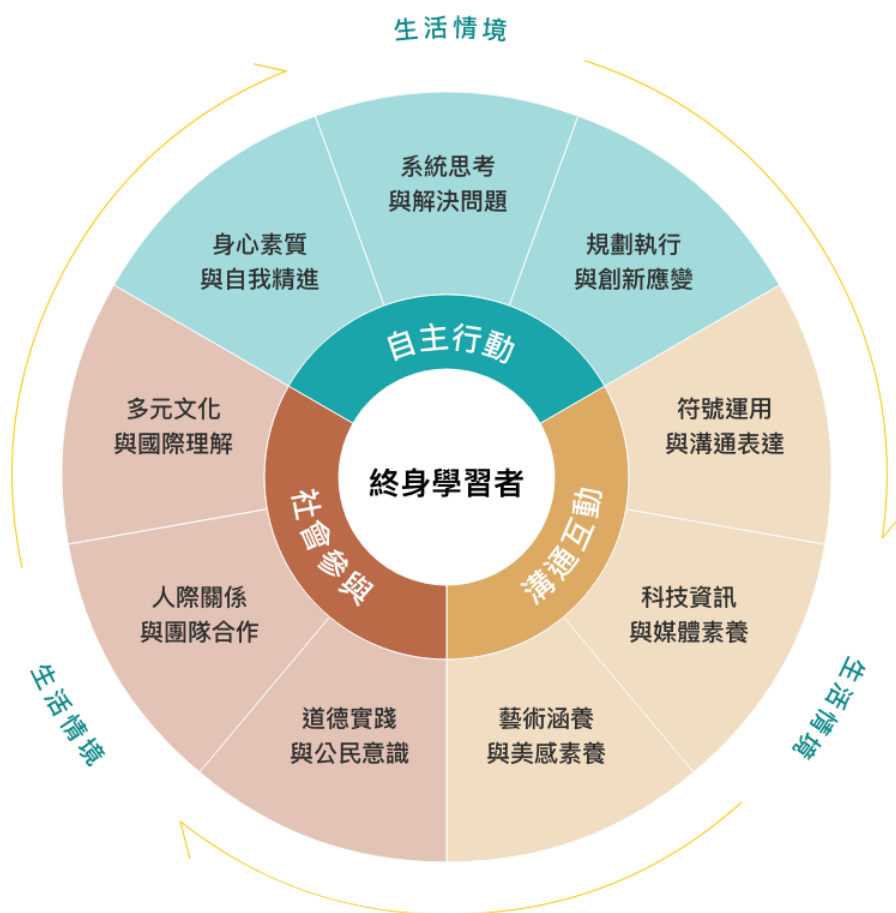 生活情境
系統思考
與解決問題
身心素質
與自我精進
規劃執行
與創新應變
自主行動
多元文化
與國際理解
符號運用
與溝通表達
終身學習者
社會參與
溝通互動
人際關係
與團隊合作
科技資訊
與媒體素養
道德實踐
與公民意識
藝術涵養
與美感素養
生活情境
生活情境